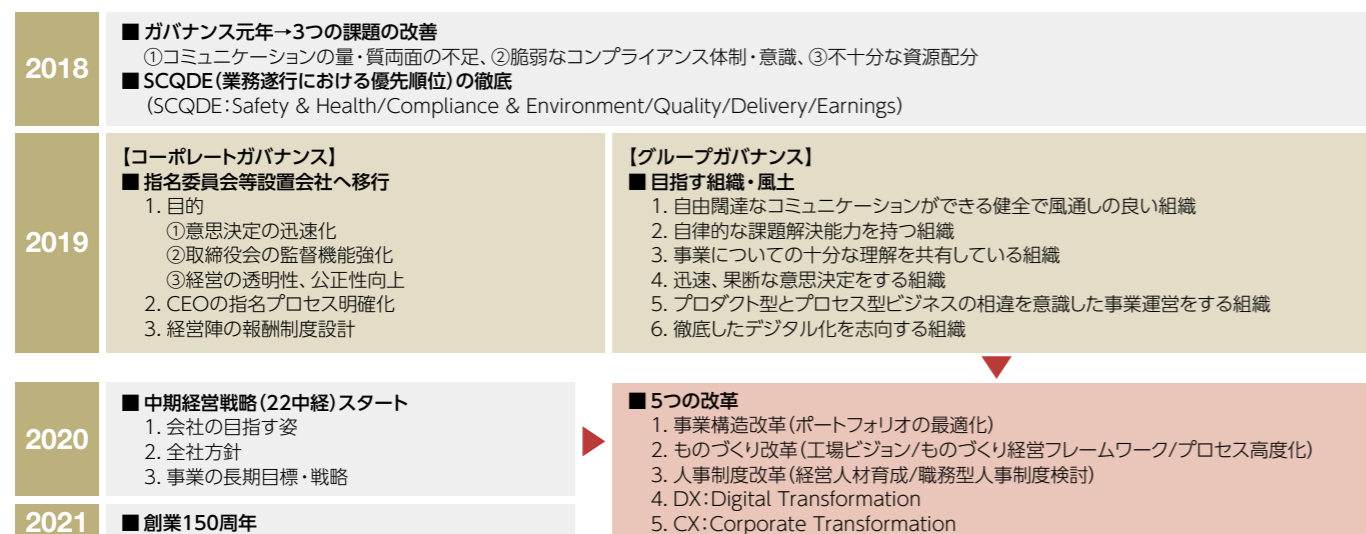 2018
■ ガバナンス元年→3つの課題の改善
①コミュニケーションの量・質両面の不足、②脆弱なコンプライアンス体制・意識、③不十分な資源配分
■ SCQDE(業務遂行における優先順位)の徹底
(SCQDE:Safety & Health/Compliance & Environment/Quality/Delivery/Earnings)
2019
【コーポレートガバナンス】
■ 指名委員会等設置会社へ移行
1. 目的
①意思決定の迅速化
②取締役会の監督機能強化
③経営の透明性、公正性向上
2. CEOの指名プロセス明確化
3. 経営陣の報酬制度設計
【グループガバナンス】
■ 目指す組織・風土
1. 自由闊達なコミュニケーションができる健全で風通しの良い組織
2. 自律的な課題解決能力を持つ組織
3. 事業についての十分な理解を共有している組織
4. 迅速、果断な意思決定をする組織
5. プロダクト型とプロセス型ビジネスの相違を意識した事業運営をする組織
6. 徹底したデジタル化を志向する組織
2020
■ 中期経営戦略(22中経)スタート
1. 会社の目指す姿
2. 全社方針
3. 事業の長期目標・戦略
2021
■ 創業150周年
■ 5つの改革
1. 事業構造改革(ポートフォリオの最適化)
2. ものづくり改革(工場ビジョン/ものづくり経営フレームワーク/プロセス高度化)
3. 人事制度改革(経営人材育成/職務型人事制度検討)
4. DX:Digital Transformation
5. CX:Corporate Transformation